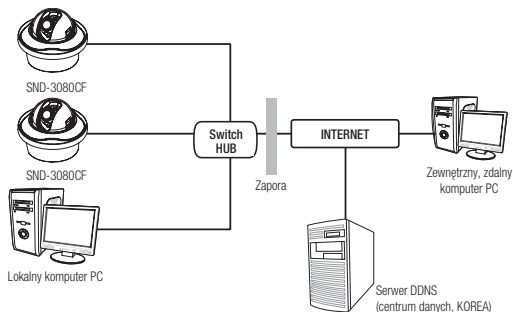 SND-3080CF
SND-3080CF
Lokalny komputer PC
Switch
HUB
Zapora
INTERNET
Zewnętrzny, zdalny
komputer PC
Serwer DDNS
(centrum danych, KOREA)